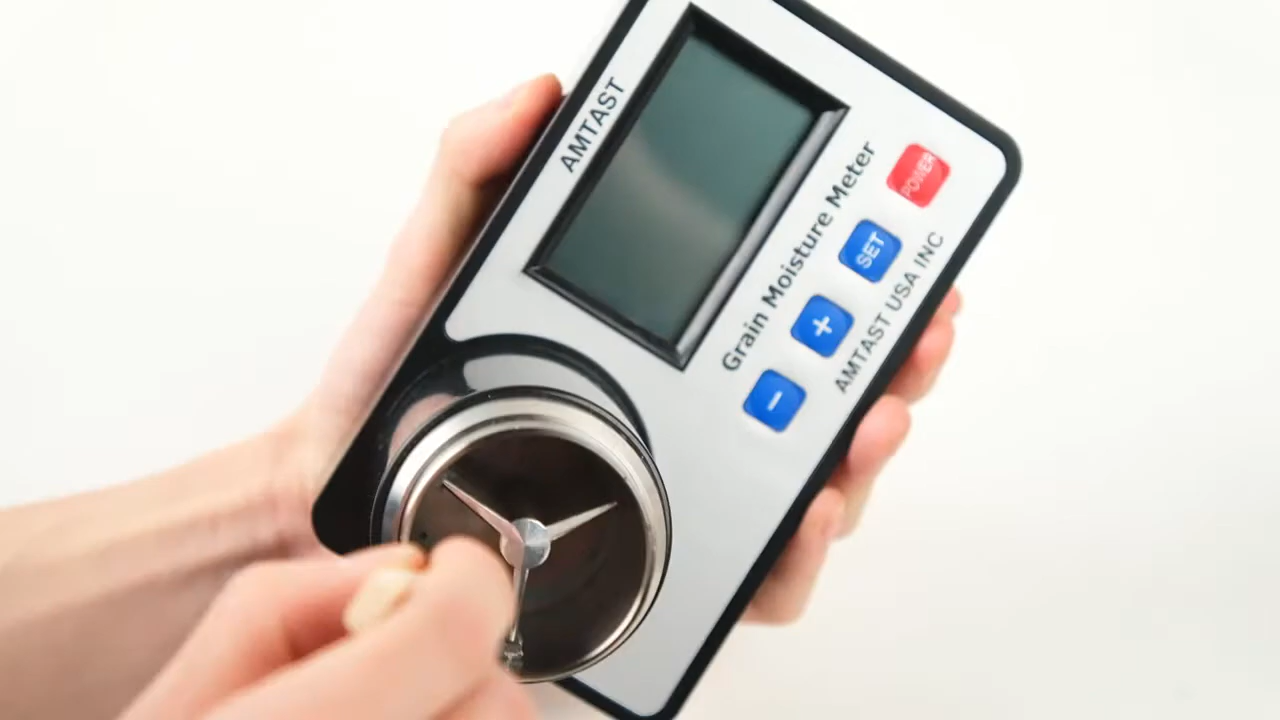 AMTAST
Grain Moisture Meter
POWER
SET
+
-
AMTAST USA INC